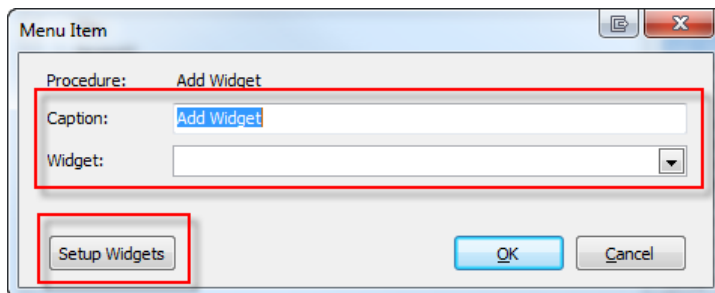 Menu Item
Procedure: Add Widget
Caption: Add Widget
Widget:
Setup Widgets OK Cancel